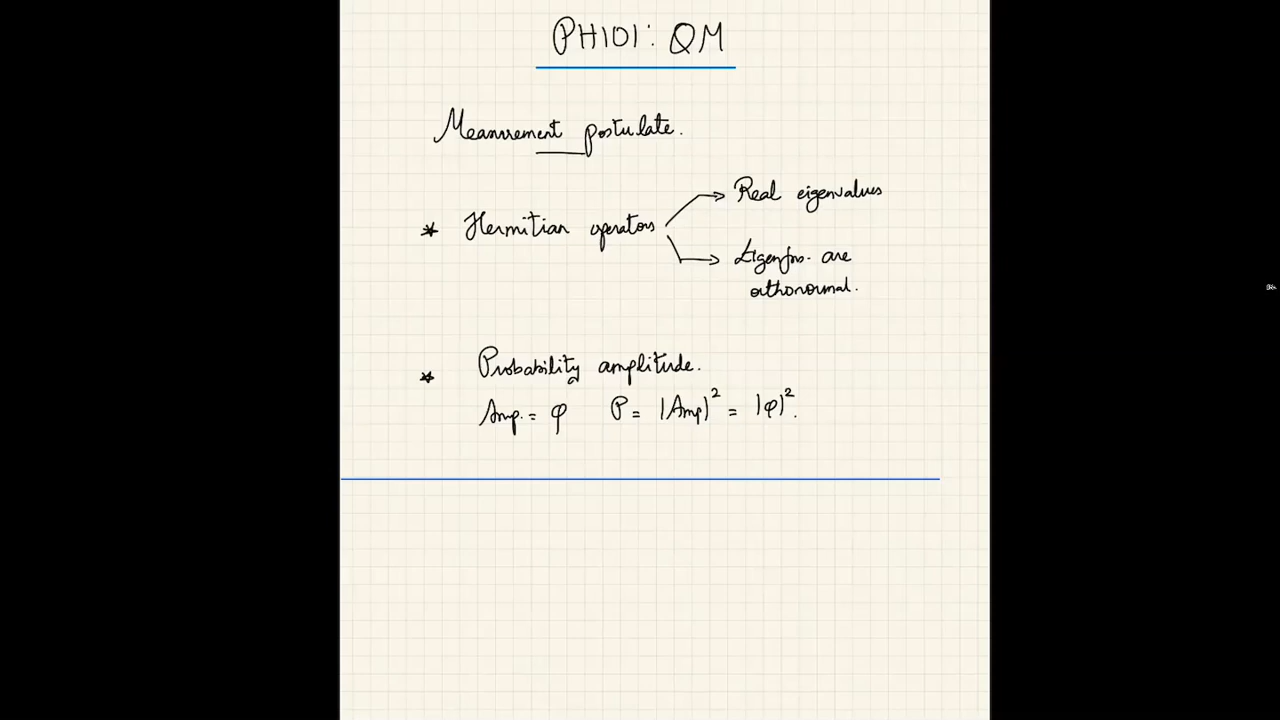 PH101: QM
Measurement postulate.
* Hermitian operators → Real eigenvalues
→ Eigenfns. are
orthonormal.
* Probability amplitude.
Amp. = φ P = |Amp|² = |φ|².